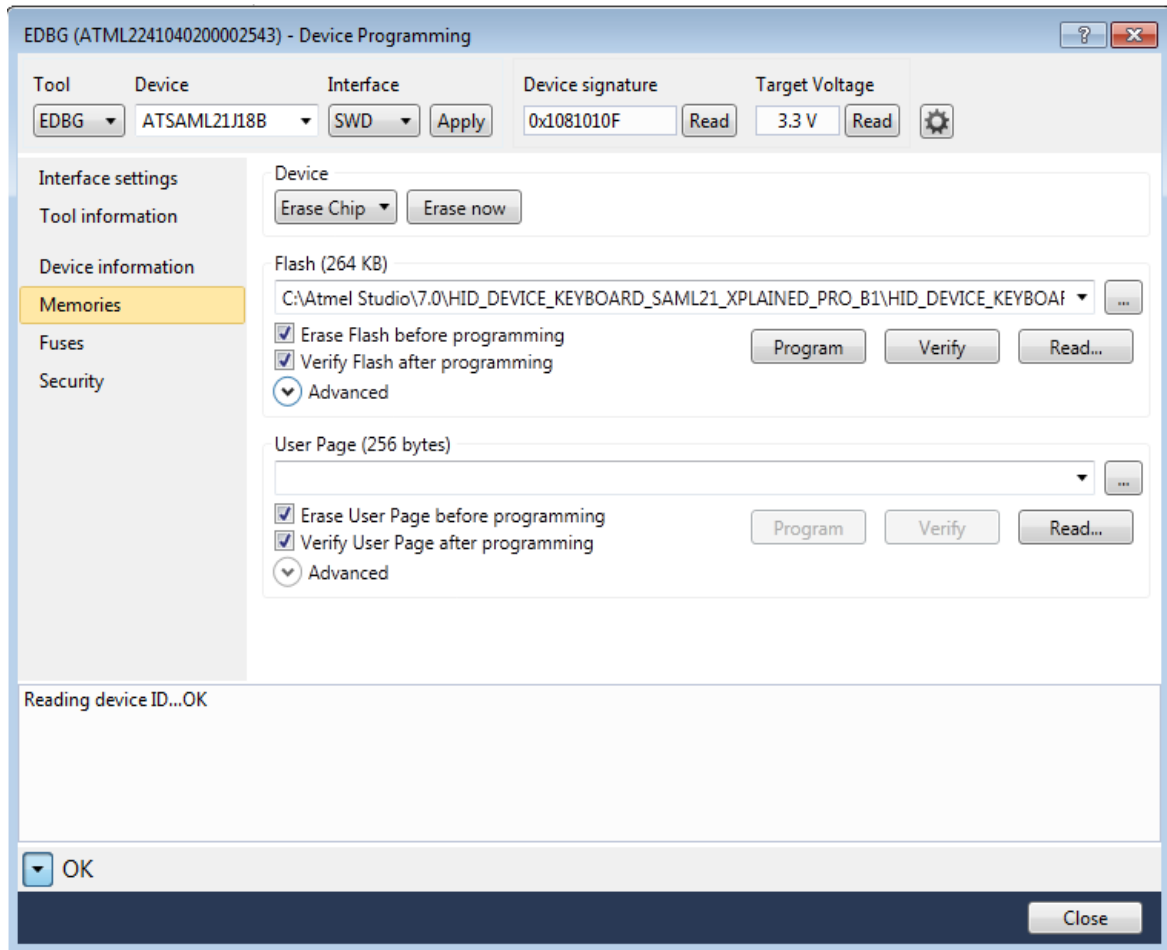 EDBG (ATML2241040200002543) - Device Programming
Tool Device Interface Device signature Target Voltage
EDBG ATSAML21J18B SWD Apply 0x1081010F Read 3.3 V Read
Interface settings
Tool information
Device information
Memories
Fuses
Security
Device
Erase Chip Erase now
Flash (264 KB)
C:\Atmel Studio\7.0\HID_DEVICE_KEYBOARD_SAML21_XPLAINED_PRO_B1\HID_DEVICE_KEYBOAR ...
Erase Flash before programming
Verify Flash after programming
Program Verify Read...
Advanced
User Page (256 bytes)
...
Erase User Page before programming
Verify User Page after programming
Program Verify Read...
Advanced
Reading device ID...OK
OK
Close